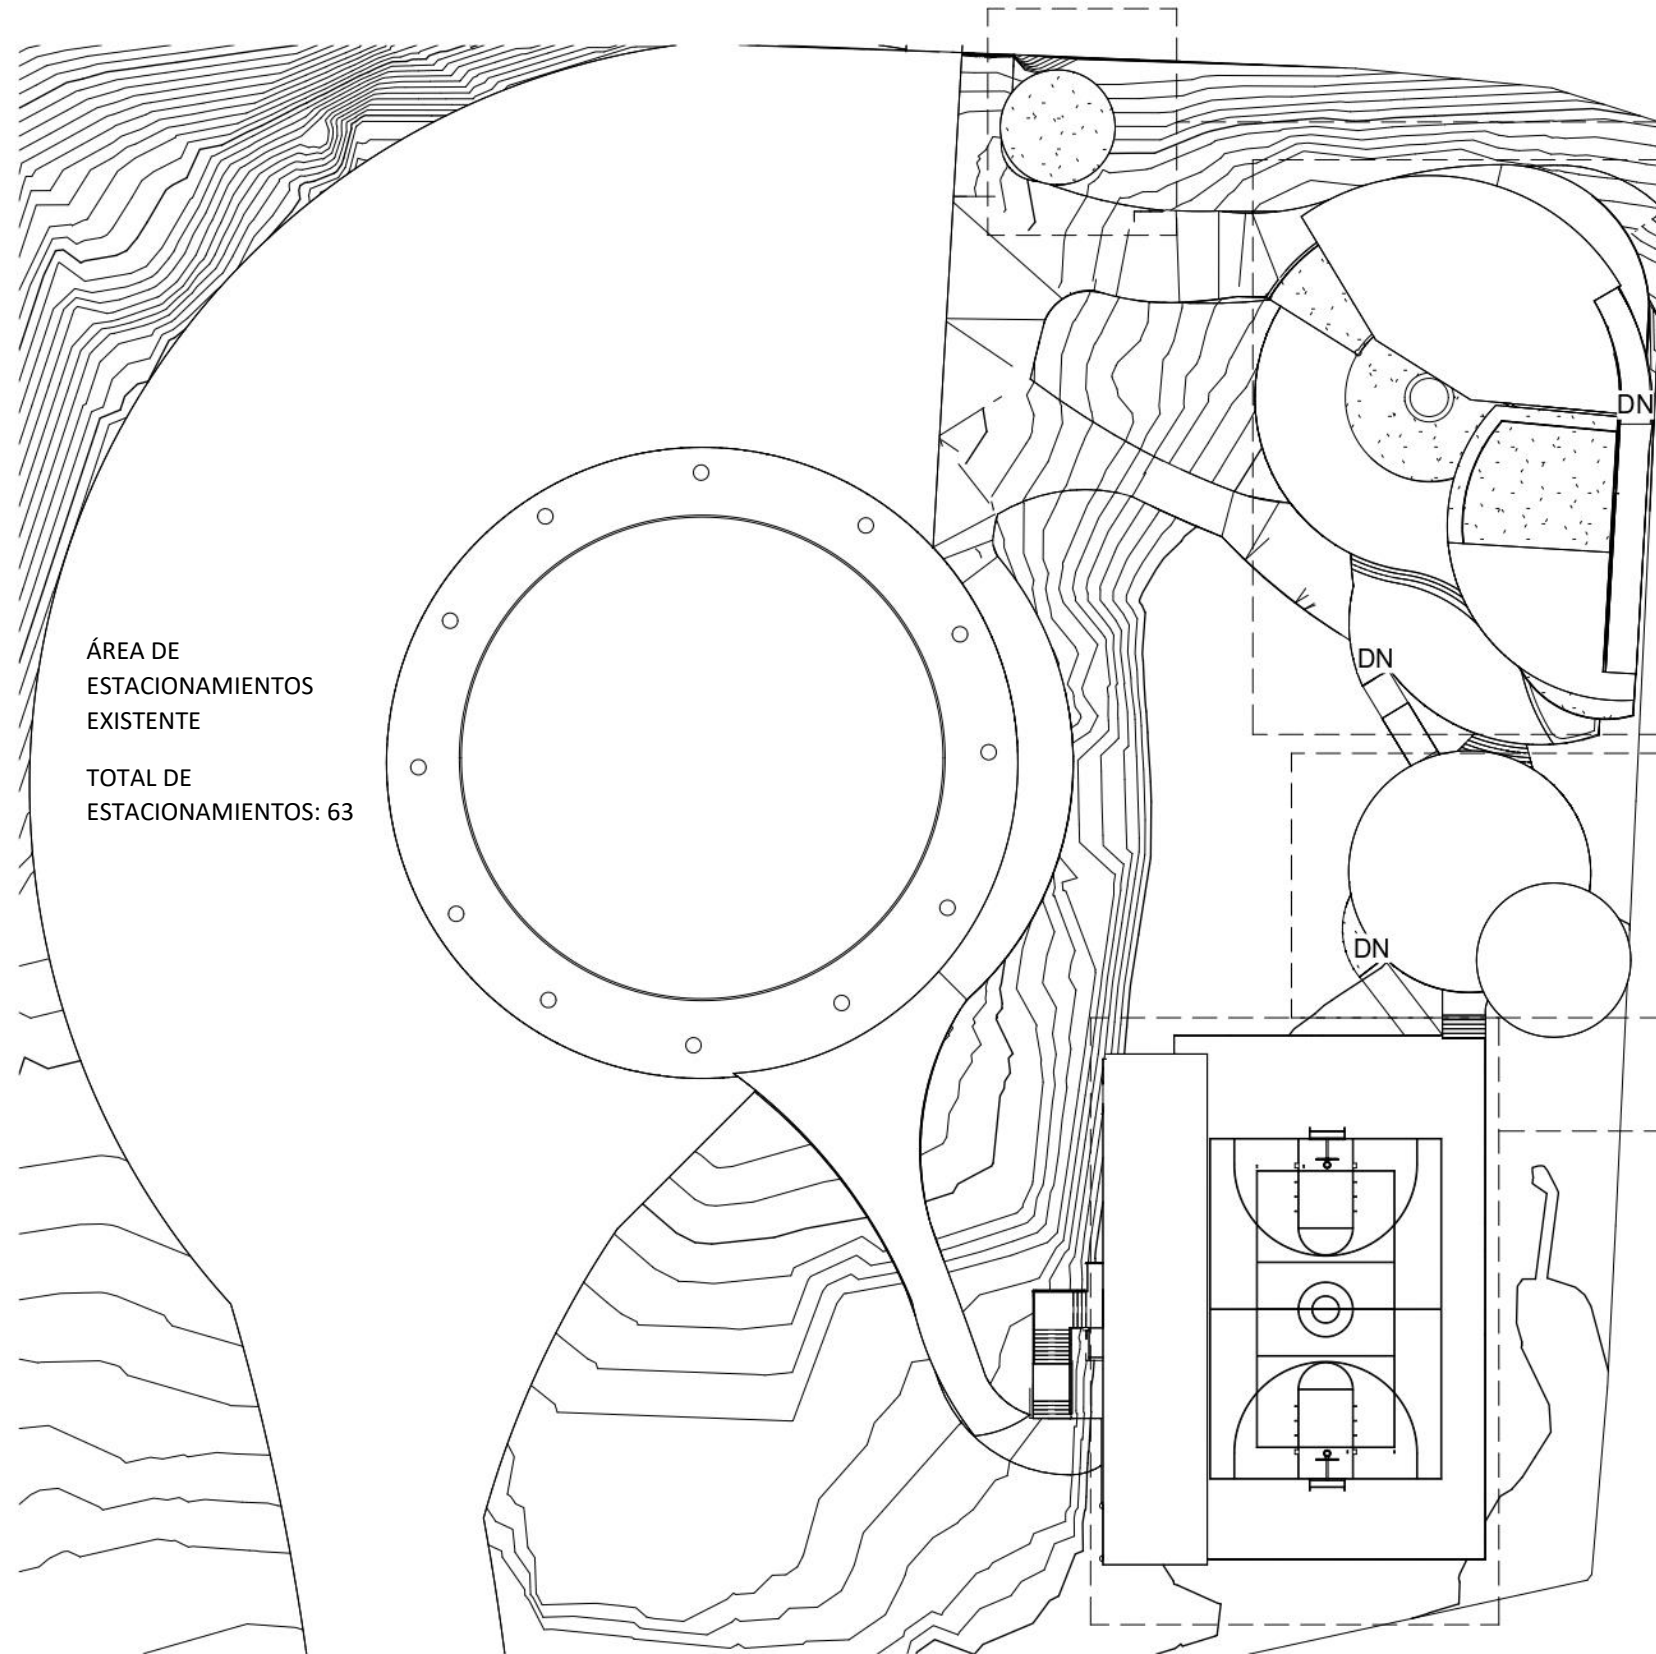 DN
ÁREA DE
ESTACIONAMIENTOS
EXISTENTE
DN
TOTAL DE
ESTACIONAMIENTOS: 63
DN